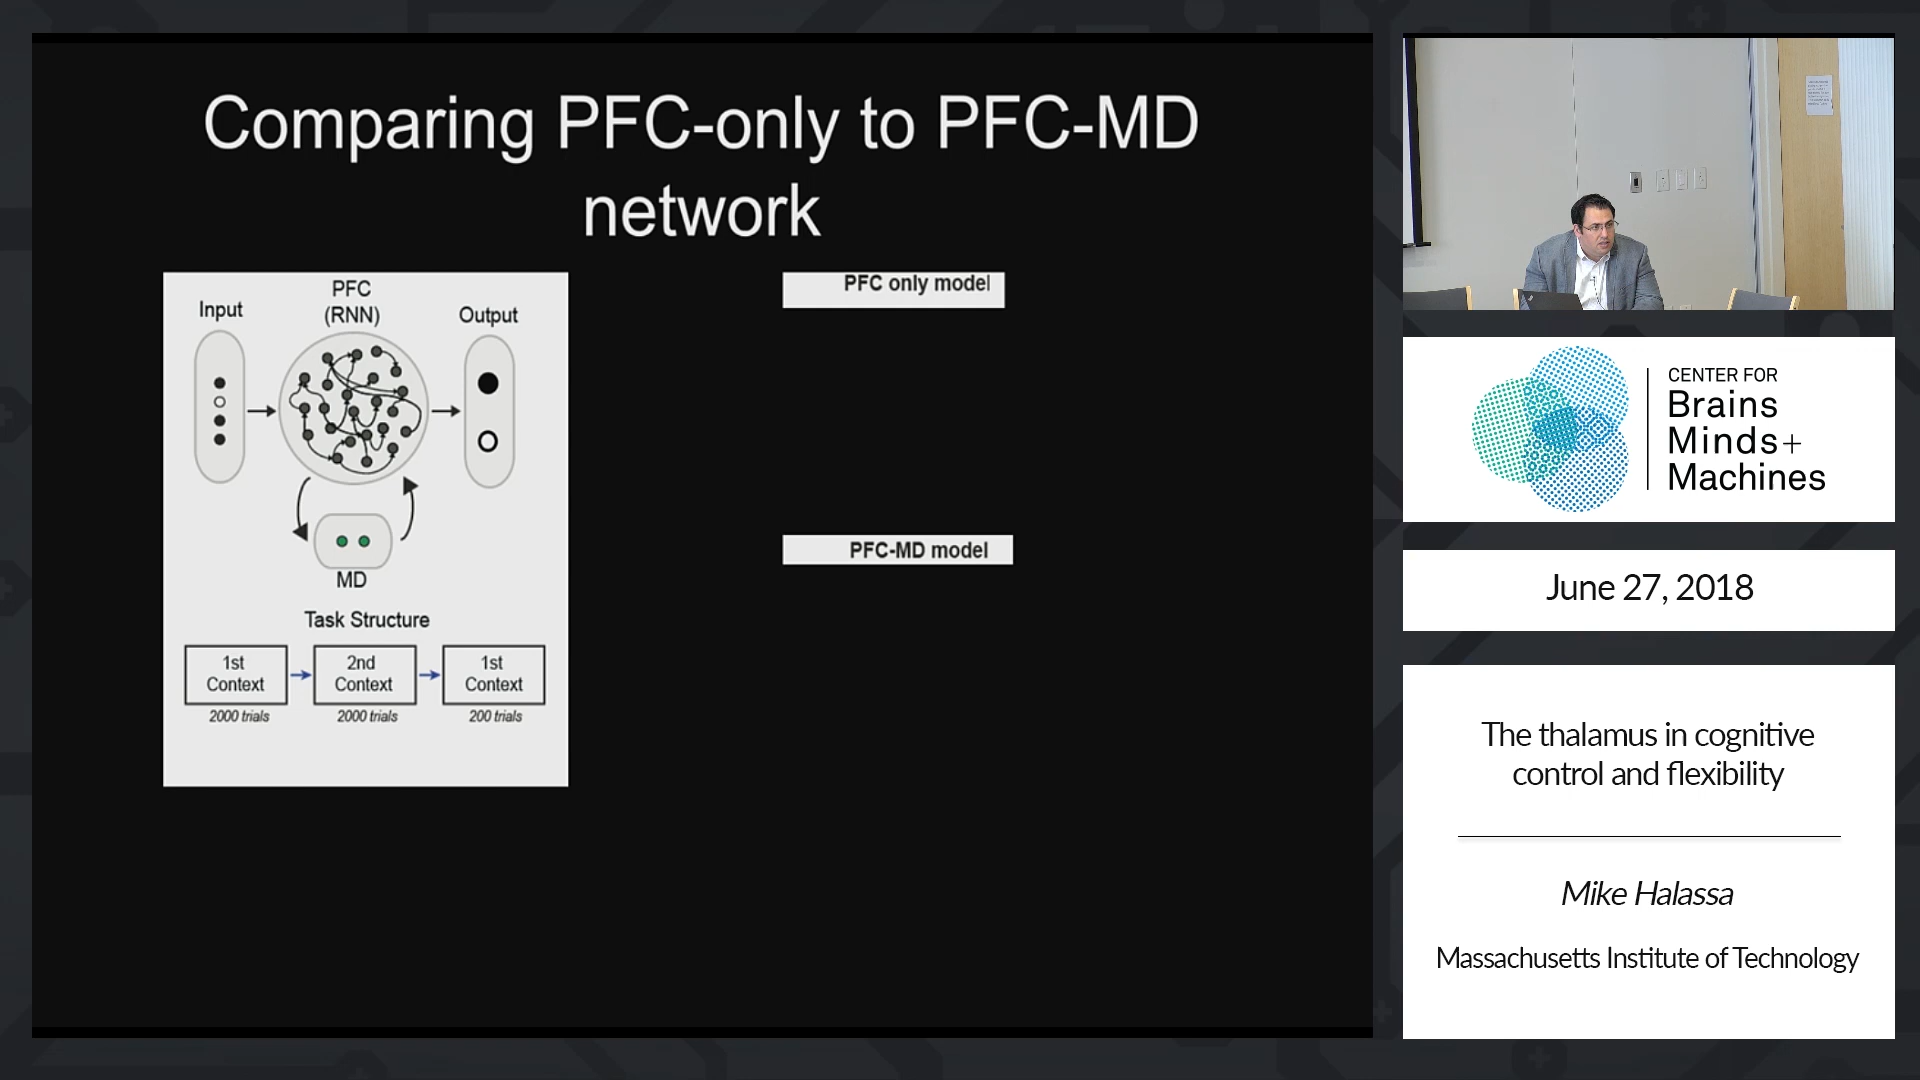 Comparing PFC-only to PFC-MD
network
Input
PFC
(RNN)
Output
MD
Task Structure
1st
Context
2nd
Context
1st
Context
2000 trials
2000 trials
200 trials
PFC only model
PFC-MD model
CENTER FOR
Brains
Minds+
Machines
June 27, 2018
The thalamus in cognitive
control and flexibility
Mike Halassa
Massachusetts Institute of Technology